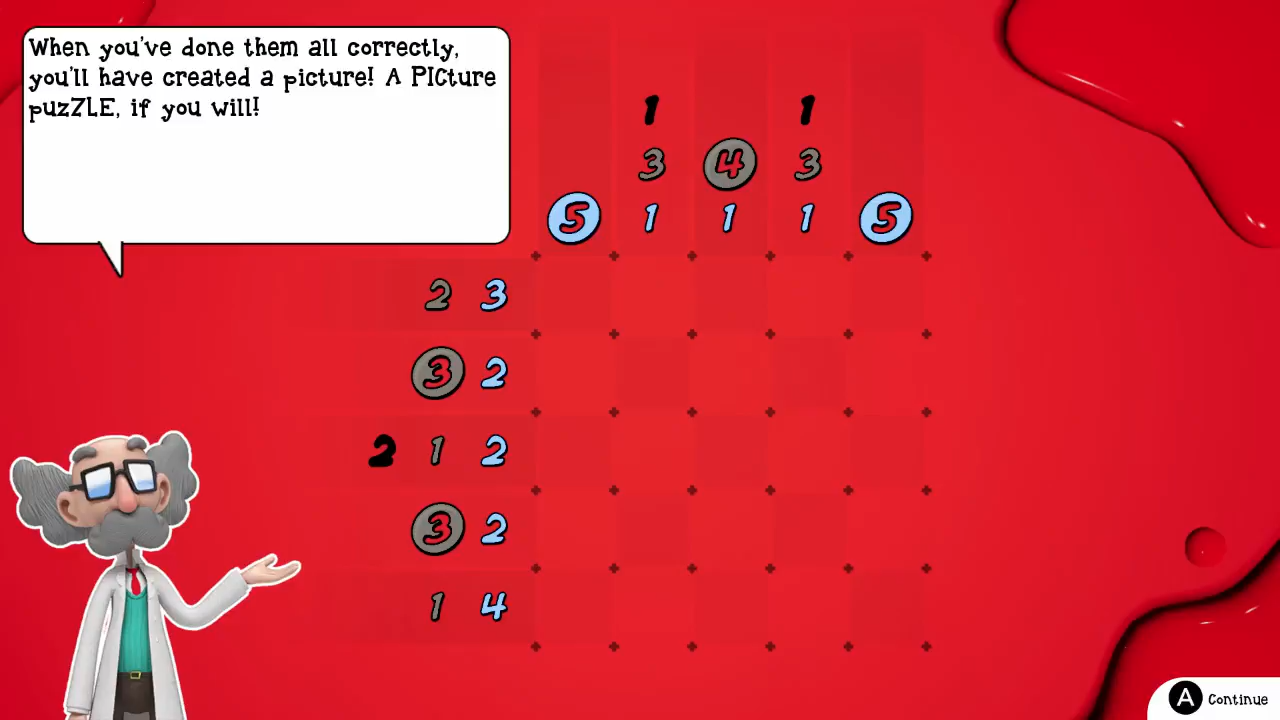 When you've done them all correctly,
you'll have created a picture! A PICture
puzZLE, if you will!
1 1
3 4 3
5 1 1 1 5
2 3
3 2
2 1 2
3 2
1 4
A Continue